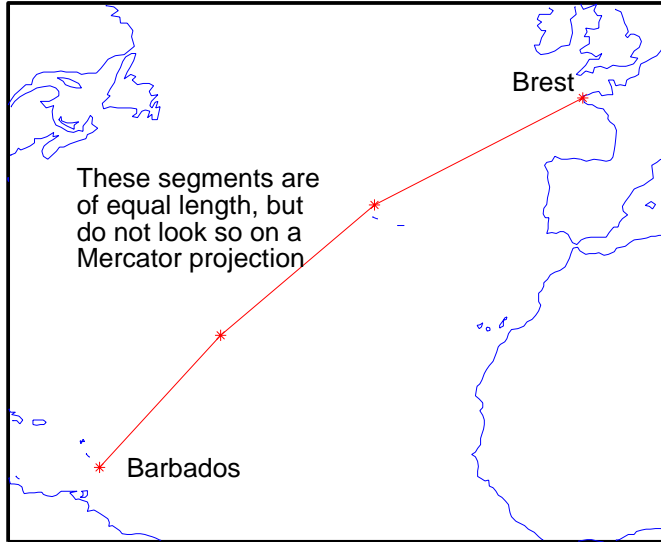 Brest
These segments are
of equal length, but
do not look so on a
Mercator projection
Barbados